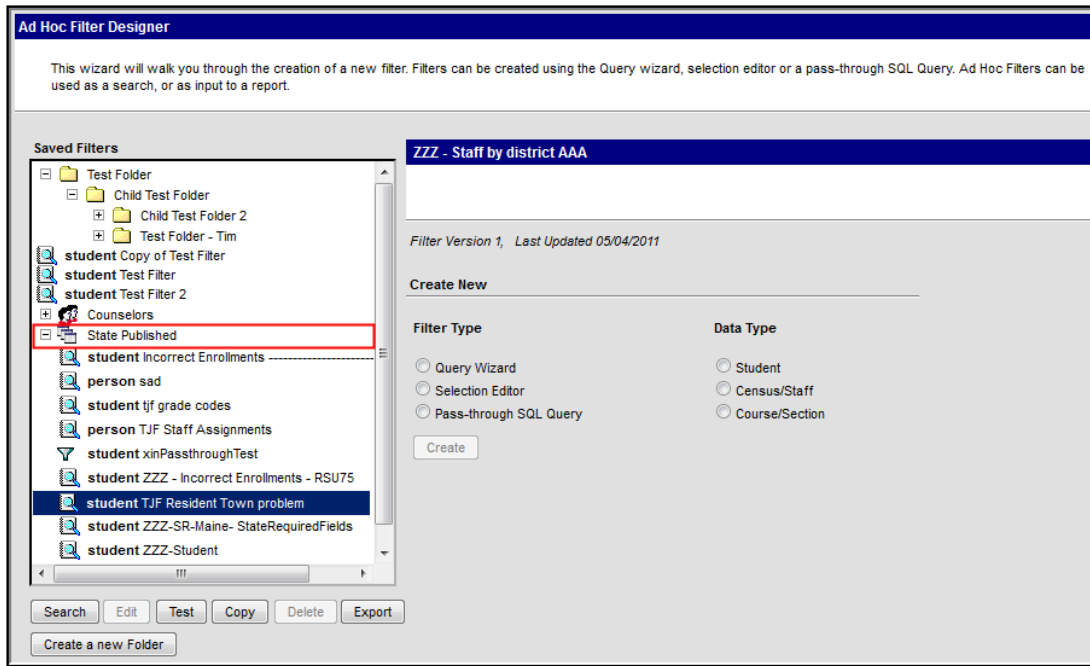 Ad Hoc Filter Designer
This wizard will walk you through the creation of a new filter. Filters can be created using the Query wizard, selection editor or a pass-through SQL Query. Ad Hoc Filters can be
used as a search, or as input to a report.
Saved Filters
Test Folder
Child Test Folder
Child Test Folder 2
Test Folder - Tim
student Copy of Test Filter
student Test Filter
student Test Filter 2
Counselors
State Published
student Incorrect Enrollments -----------------------
person sad
student tjf grade codes
person TJF Staff Assignments
student xinPassthroughTest
student ZZZ - Incorrect Enrollments - RSU75
student TJF Resident Town problem
student ZZZ-SR-Maine- StateRequiredFields
student ZZZ-Student
Search Edit Test Copy Delete Export
Create a new Folder
ZZZ - Staff by district AAA
Filter Version 1, Last Updated 05/04/2011
Create New
Filter Type Data Type
Query Wizard Student
Selection Editor Census/Staff
Pass-through SQL Query Course/Section
Create